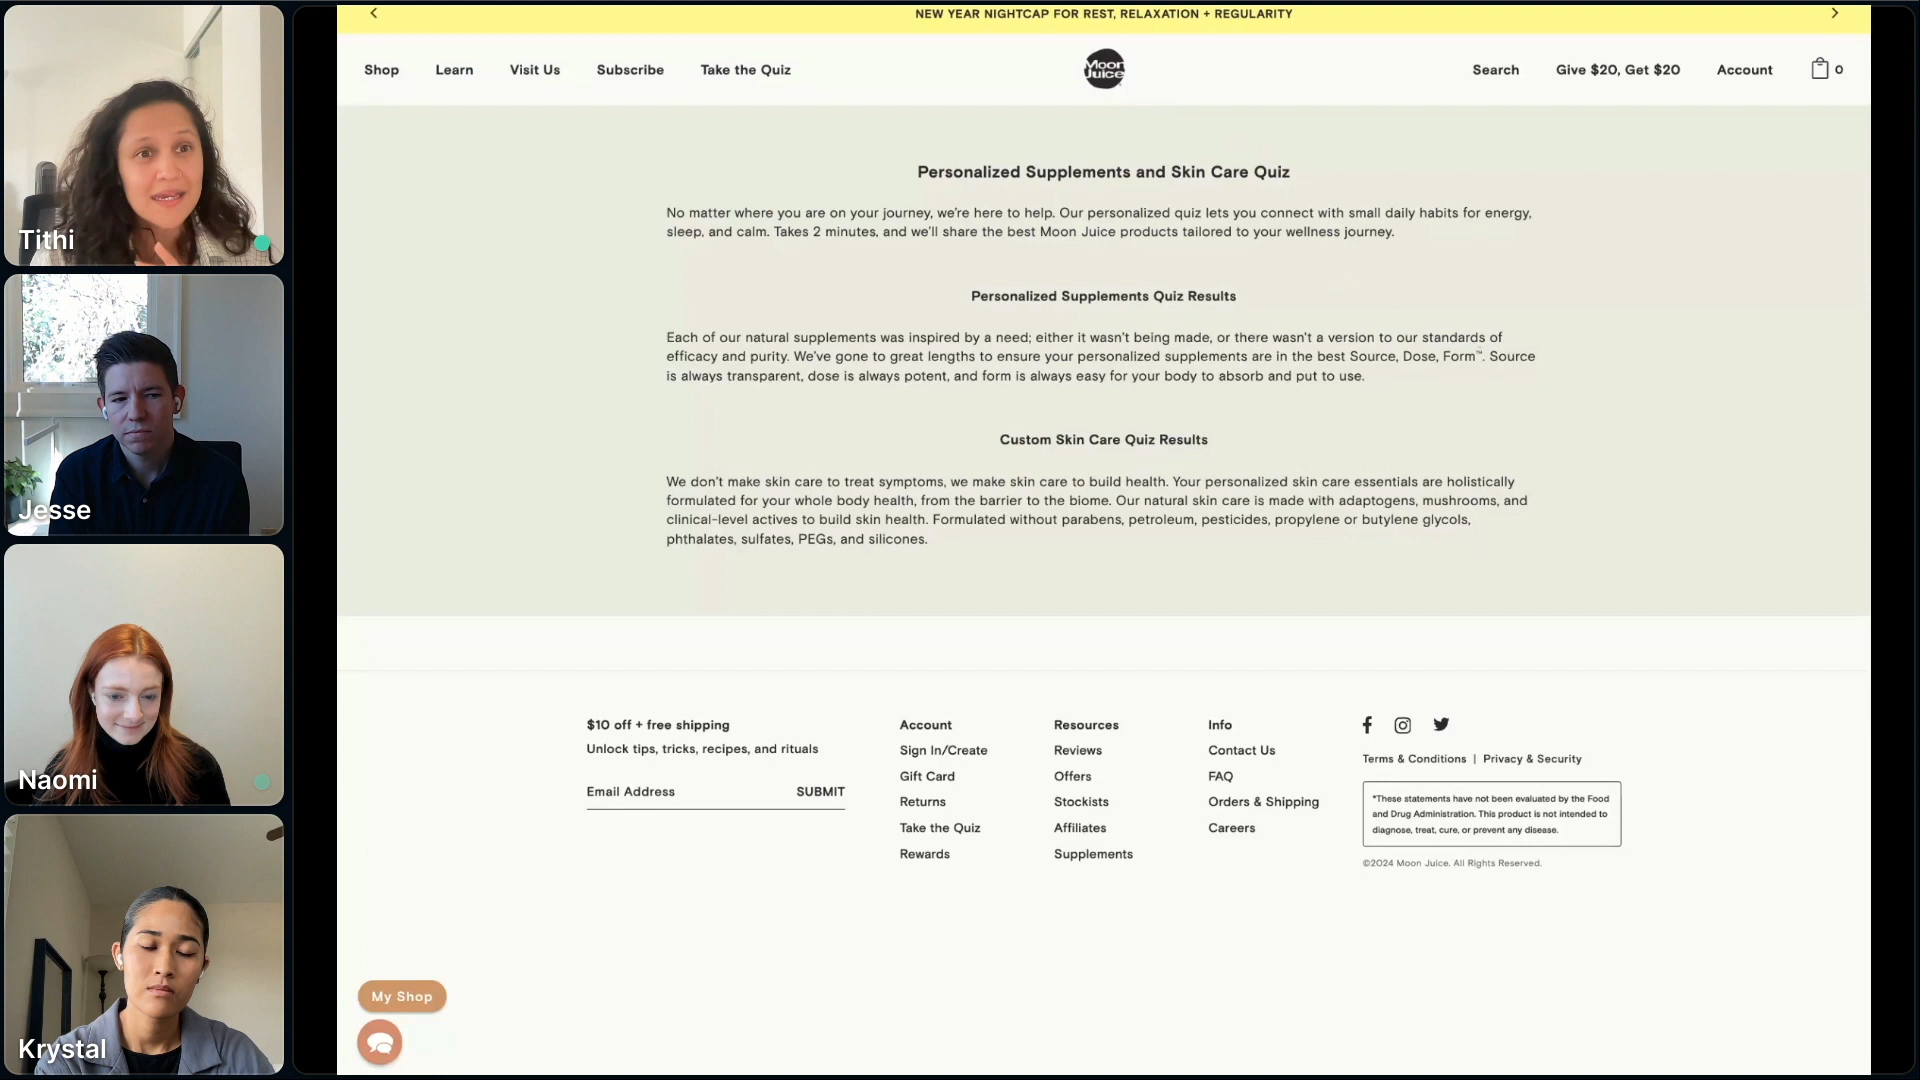 Tithi
Jesse
Naomi
Krystal
NEW YEAR NIGHTCAP FOR REST, RELAXATION + REGULARITY
Shop
Learn
Visit Us
Subscribe
Take the Quiz
Moon
Juice
Search
Give $20, Get $20
Account
0
Personalized Supplements and Skin Care Quiz
No matter where you are on your journey, we're here to help. Our personalized quiz lets you connect with small daily habits for energy,
sleep, and calm. Takes 2 minutes, and we'll share the best Moon Juice products tailored to your wellness journey.
Personalized Supplements Quiz Results
Each of our natural supplements was inspired by a need; either it wasn't being made, or there wasn't a version to our standards of
efficacy and purity. We've gone to great lengths to ensure your personalized supplements are in the best Source, Dose, Form™. Source
is always transparent, dose is always potent, and form is always easy for your body to absorb and put to use.
Custom Skin Care Quiz Results
We don't make skin care to treat symptoms, we make skin care to build health. Your personalized skin care essentials are holistically
formulated for your whole body health, from the barrier to the biome. Our natural skin care is made with adaptogens, mushrooms, and
clinical-level actives to build skin health. Formulated without parabens, petroleum, pesticides, propylene or butylene glycols,
phthalates, sulfates, PEGs, and silicones.
$10 off + free shipping
Unlock tips, tricks, recipes, and rituals
Email Address
SUBMIT
Account
Sign In/Create
Gift Card
Returns
Take the Quiz
Rewards
Resources
Reviews
Offers
Stockists
Affiliates
Supplements
Info
Contact Us
FAQ
Orders & Shipping
Careers
Terms & Conditions | Privacy & Security
*These statements have not been evaluated by the Food
and Drug Administration. This product is not intended to
diagnose, treat, cure, or prevent any disease.
©2024 Moon Juice. All Rights Reserved.
My Shop